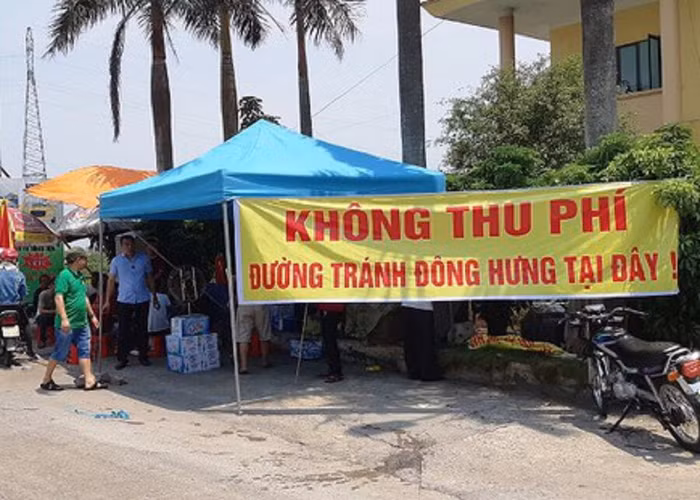 KHÔNG THU PHÍ
ĐƯỜNG TRÁNH ĐÔNG HƯNG TẠI ĐÂY !